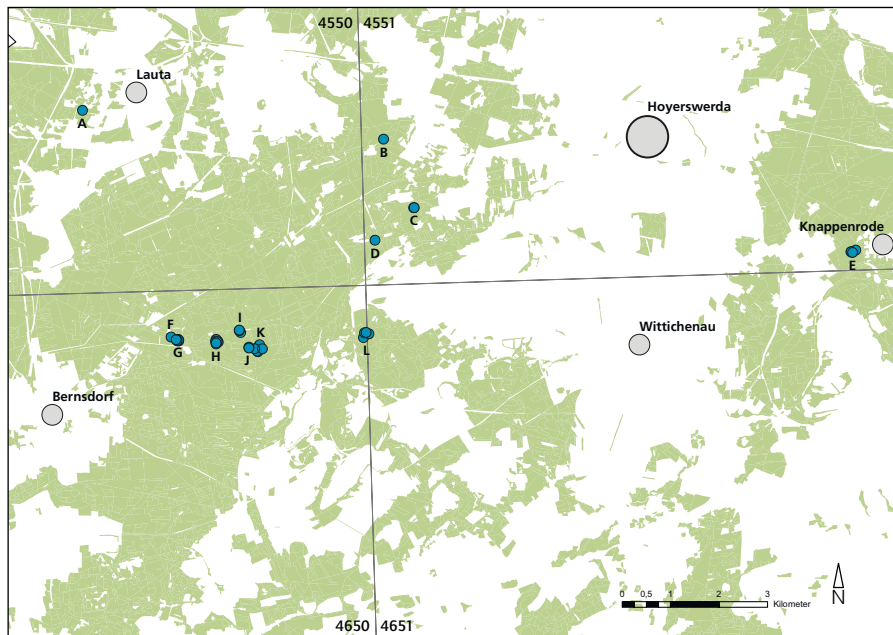 4550 4551
Lauta
A
Hoyerswerda
B
C
Knappenrode
D
E
I
F
G
H
J
K
L
Wittichenau
Bernsdorf
0 0,5 1 2 3
Kilometer
N
4650 4651